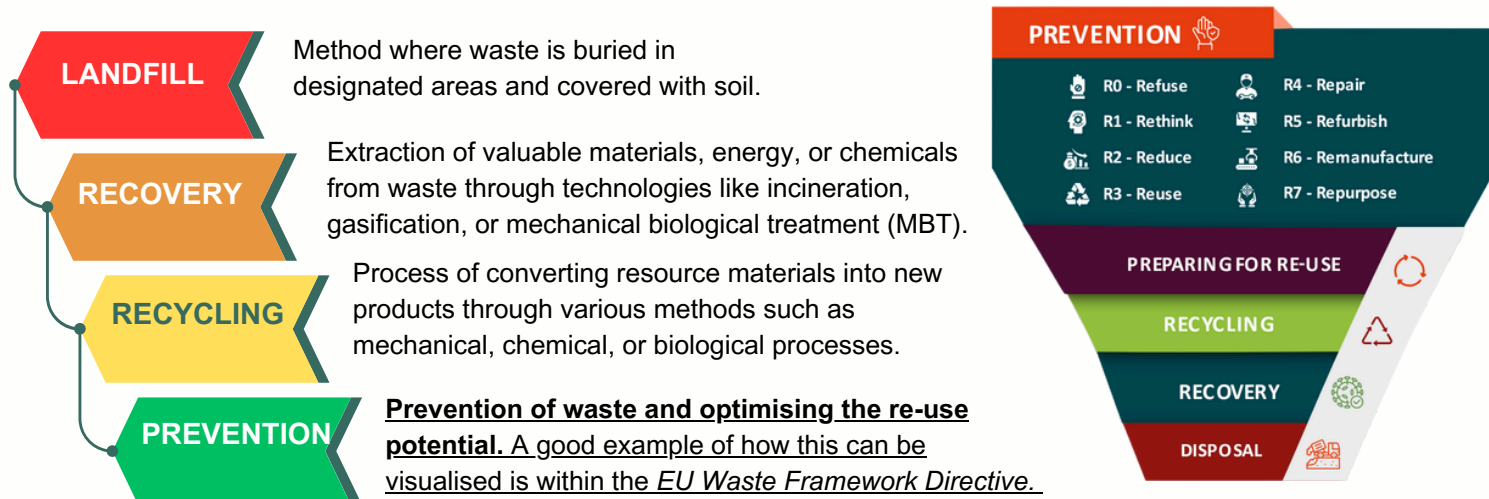 LANDFILL
Method where waste is buried in
designated areas and covered with soil.
RECOVERY
Extraction of valuable materials, energy, or chemicals
from waste through technologies like incineration,
gasification, or mechanical biological treatment (MBT).
RECYCLING
Process of converting resource materials into new
products through various methods such as
mechanical, chemical, or biological processes.
PREVENTION
Prevention of waste and optimising the re-use
potential. A good example of how this can be
visualised is within the EU Waste Framework Directive.
PREVENTION
R0 - Refuse
R1 - Rethink
R2 - Reduce
R3 - Reuse
R4 - Repair
R5 - Refurbish
R6 - Remanufacture
R7 - Repurpose
PREPARING FOR RE-USE
RECYCLING
RECOVERY
DISPOSAL